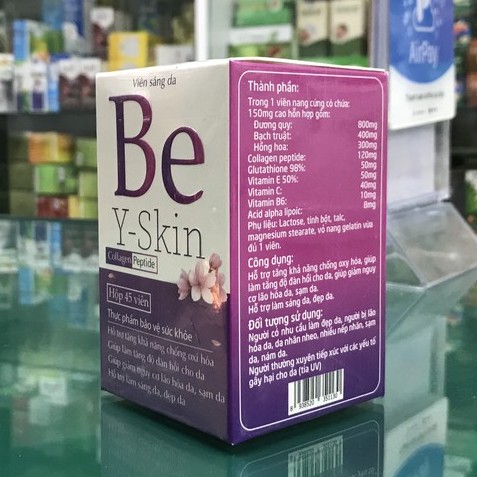 Viên sáng da
Be
Y-Skin
Collagen Peptide
Hộp 45 viên
Thực phẩm bảo vệ sức khỏe
Hỗ trợ tăng khả năng chống oxi hóa
Giúp làm tăng độ đàn hồi cho da
Giúp giảm nguy cơ lão hóa da, sạm da
Hỗ trợ làm sáng da, đẹp da
Thành phần:
Trong 1 viên nang cứng có chứa:
150mg cao hỗn hợp gồm:
Đương quy: 800mg
Bạch truật: 400mg
Hồng hoa: 300mg
Collagen peptide: 120mg
Glutathione 98%: 50mg
Vitamin E 50%: 50mg
Vitamin C: 40mg
Vitamin B6: 10mg
Acid alpha lipoic: 8mg
Phụ liệu: Lactose, tinh bột, talc,
magnesium stearate, vỏ nang gelatin vừa
đủ 1 viên.
Công dụng:
Hỗ trợ tăng khả năng chống oxy hóa, giúp
làm tăng độ đàn hồi cho da, giúp giảm nguy
cơ lão hóa da, sạm da.
Hỗ trợ làm sáng da, đẹp da.
Đối tượng sử dụng:
Người có nhu cầu làm đẹp da, người bị lão
hóa da, da nhăn nheo, nhiều nếp nhăn, sạm
da, nám da.
Người thường xuyên tiếp xúc với các yếu tố
gây hại cho da (tia UV)
AirPay